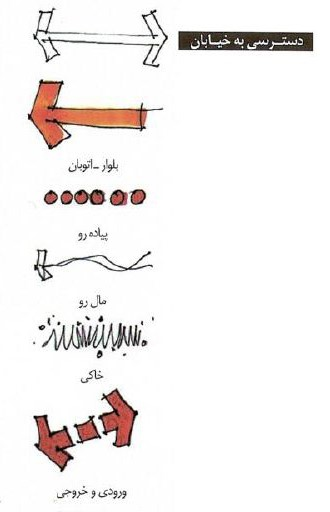 دسترسی به خیابان
بلوار - اتوبان
پیاده رو
مال رو
خاکی
ورودی و خروجی